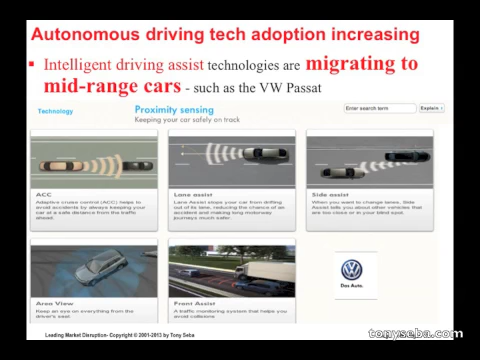 Autonomous driving tech adoption increasing
Intelligent driving assist technologies are migrating to
mid-range cars - such as the VW Passat
Technology
Proximity sensing
Keeping your car safely on track
Enter search term
Explain
ACC
Adaptive cruise control (ACC) helps to
avoid accidents by always keeping your
car at a safe distance from the traffic
ahead.
Lane assist
Lane Assist stops your car from drifting
out of its lane, reducing the chance of an
accident and making long motorway
journeys much safer.
Side assist
When you want to change lanes, Side
Assist tells you about other vehicles that
are too close or in your blind spot.
Area View
Keep an eye on everything from the
driver's seat
Front Assist
A traffic monitoring system that helps you
avoid collisions
Das Auto.
Leading Market Disruption- Copyright © 2001-2013 by Tony Seba
tonyseba.com